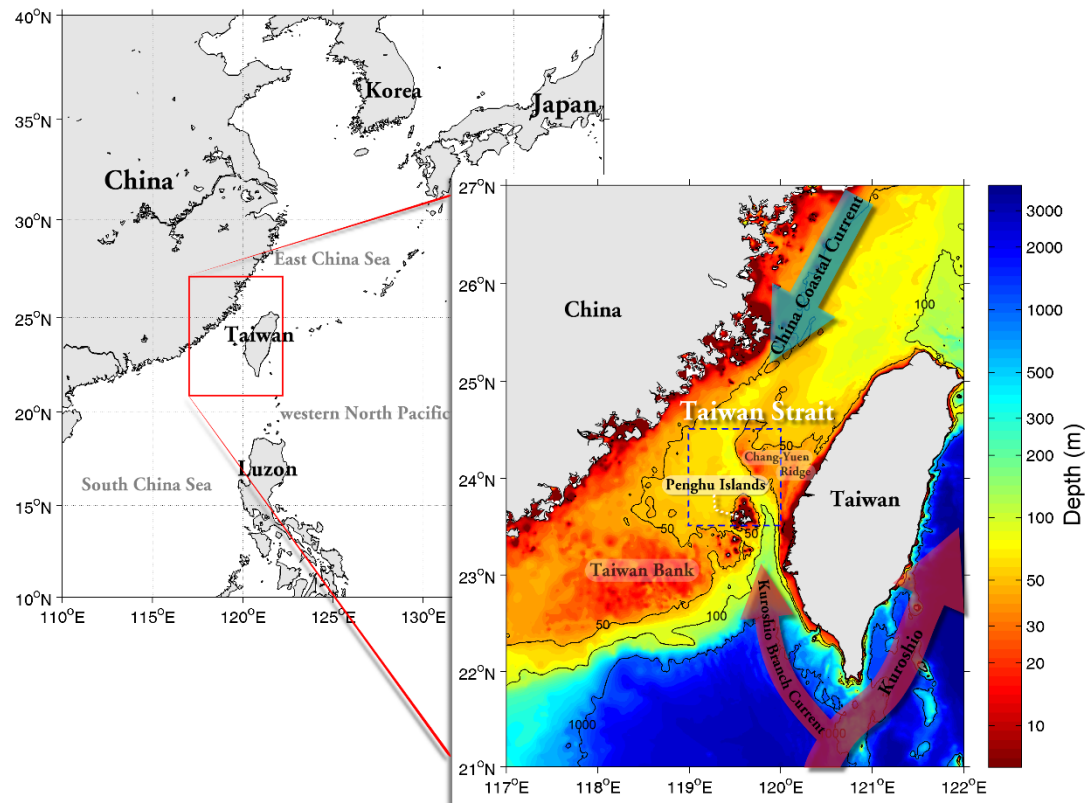 40°N
35°N
30°N
25°N
20°N
15°N
10°N
110°E
115°E
120°E
125°E
130°E
Korea
Japan
China
East China Sea
Taiwan
western North Pacific
Luzon
South China Sea
27°N
26°N
25°N
24°N
23°N
22°N
21°N
117°E
118°E
119°E
120°E
121°E
122°E
China
China Coastal Current
100
Taiwan Strait
50
Chang-Yuen
Ridge
Penghu Islands
Taiwan
50
50
Taiwan Bank
100
50
Kuroshio Branch Current
Kuroshio
1000
3000
2000
1000
500
300
200
100
50
30
20
10
Depth (m)